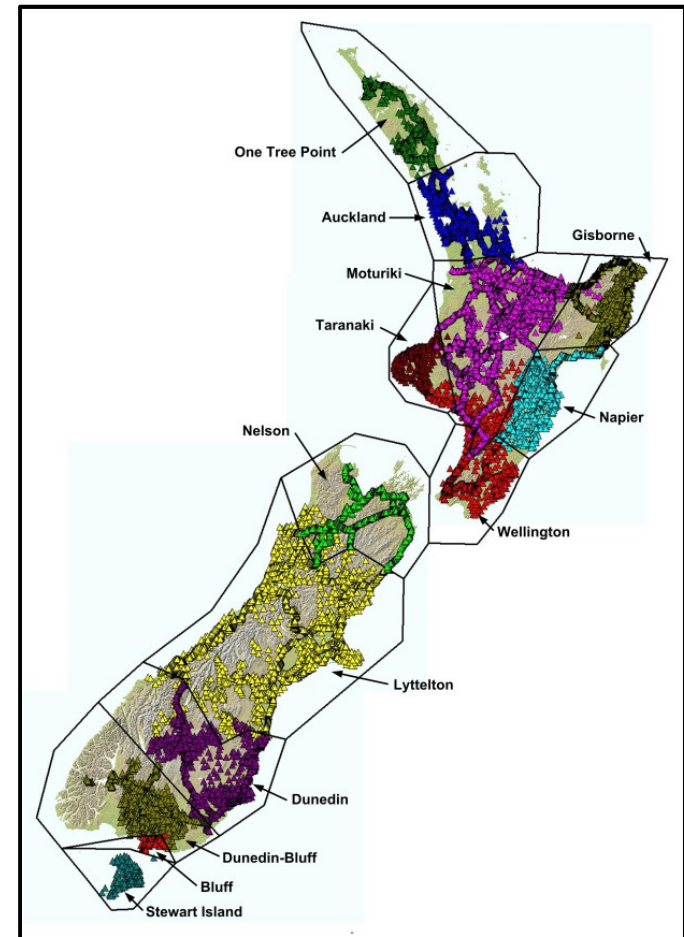 One Tree Point
Auckland
Gisborne
Moturiki
Taranaki
Napier
Nelson
Wellington
Lyttelton
Dunedin
Dunedin-Bluff
Bluff
Stewart Island